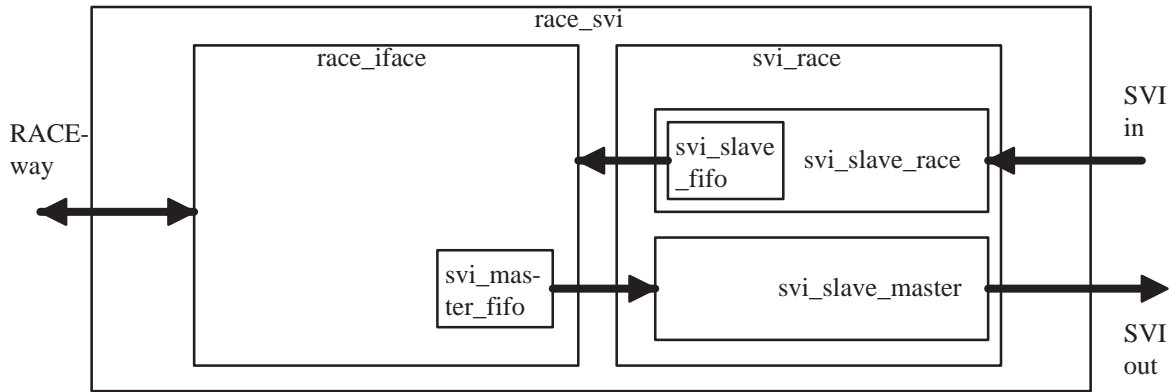 race_svi
race_iface
svi_race
RACE-
way
SVI
in
svi_slave
_fifo
svi_slave_race
svi_mas-
ter_fifo
svi_slave_master
SVI
out